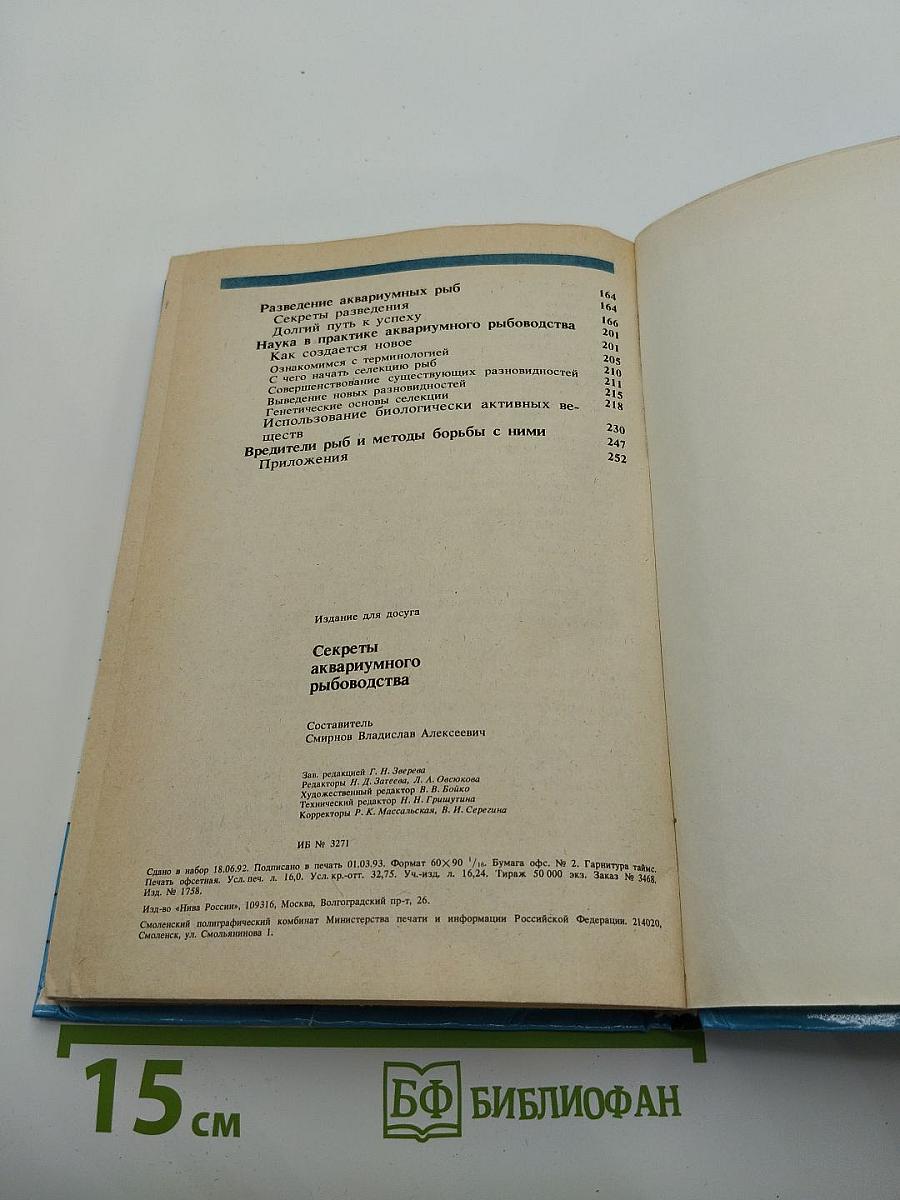 Разведение аквариумных рыб 164
Секреты разведения 164
Долгий путь к успеху 166
Наука в практике аквариумного рыбоводства 201
Как создается новое 201
Ознакомимся с терминологией 205
С чего начать селекцию рыб 210
Совершенствование существующих разновидностей 211
Выведение новых разновидностей 215
Генетические основы селекции 218
Использование биологически активных ве-
ществ 230
Вредители рыб и методы борьбы с ними 247
Приложения 252
Издание для досуга
Секреты
аквариумного
рыбоводства
Составитель
Смирнов Владислав Алексеевич
Зав. редакцией Г. Н. Зверева
Редакторы Н. Д. Затеева, Л. А. Овсюкова
Художественный редактор В. В. Бойко
Технический редактор Н. Н. Гришутина
Корректоры Р. К. Массальская, В. И. Серегина
ИБ № 3271
Сдано в набор 18.06.92. Подписано в печать 01.03.93. Формат 60×90 1/16. Бумага офс. № 2. Гарнитура таймс.
Печать офсетная. Усл. печ. л. 16,0. Усл. кр.-отт. 32,75. Уч.-изд. л. 16,24. Тираж 50 000 экз. Заказ № 3468.
Изд. № 1758.
Изд-во «Нива России», 109316, Москва, Волгоградский пр-т, 26.
Смоленский полиграфический комбинат Министерства печати и информации Российской Федерации. 214020,
Смоленск, ул. Смольянинова 1.
15 см
БФ БИБЛИОФАН